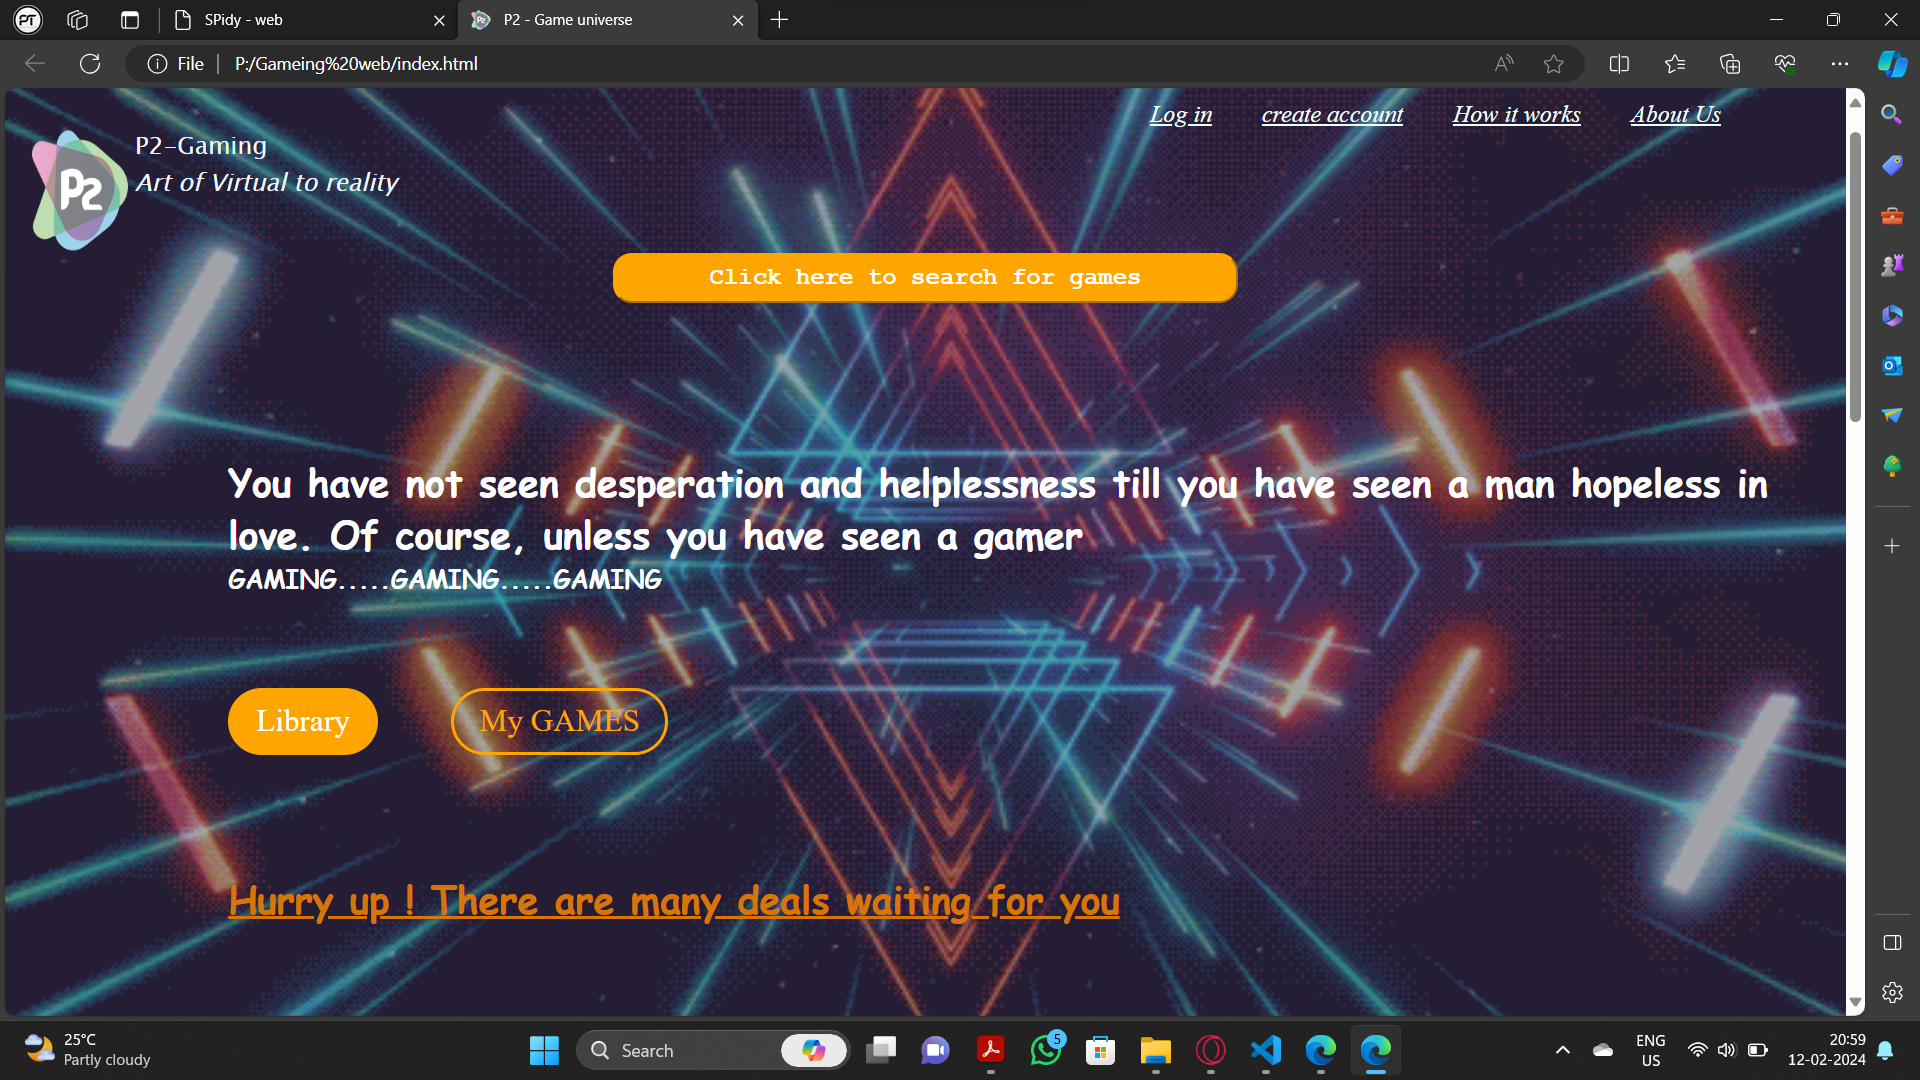 PT
SPidy - web
P2 - Game universe
File
P:/Gameing%20web/index.html
Log in
create account
How it works
About Us
P2
P2-Gaming
Art of Virtual to reality
Click here to search for games
You have not seen desperation and helplessness till you have seen a man hopeless in
love. Of course, unless you have seen a gamer
GAMING.....GAMING.....GAMING
Library
My GAMES
Hurry up ! There are many deals waiting for you
25°C
Partly cloudy
Search
5
ENG
US
20:59
12-02-2024